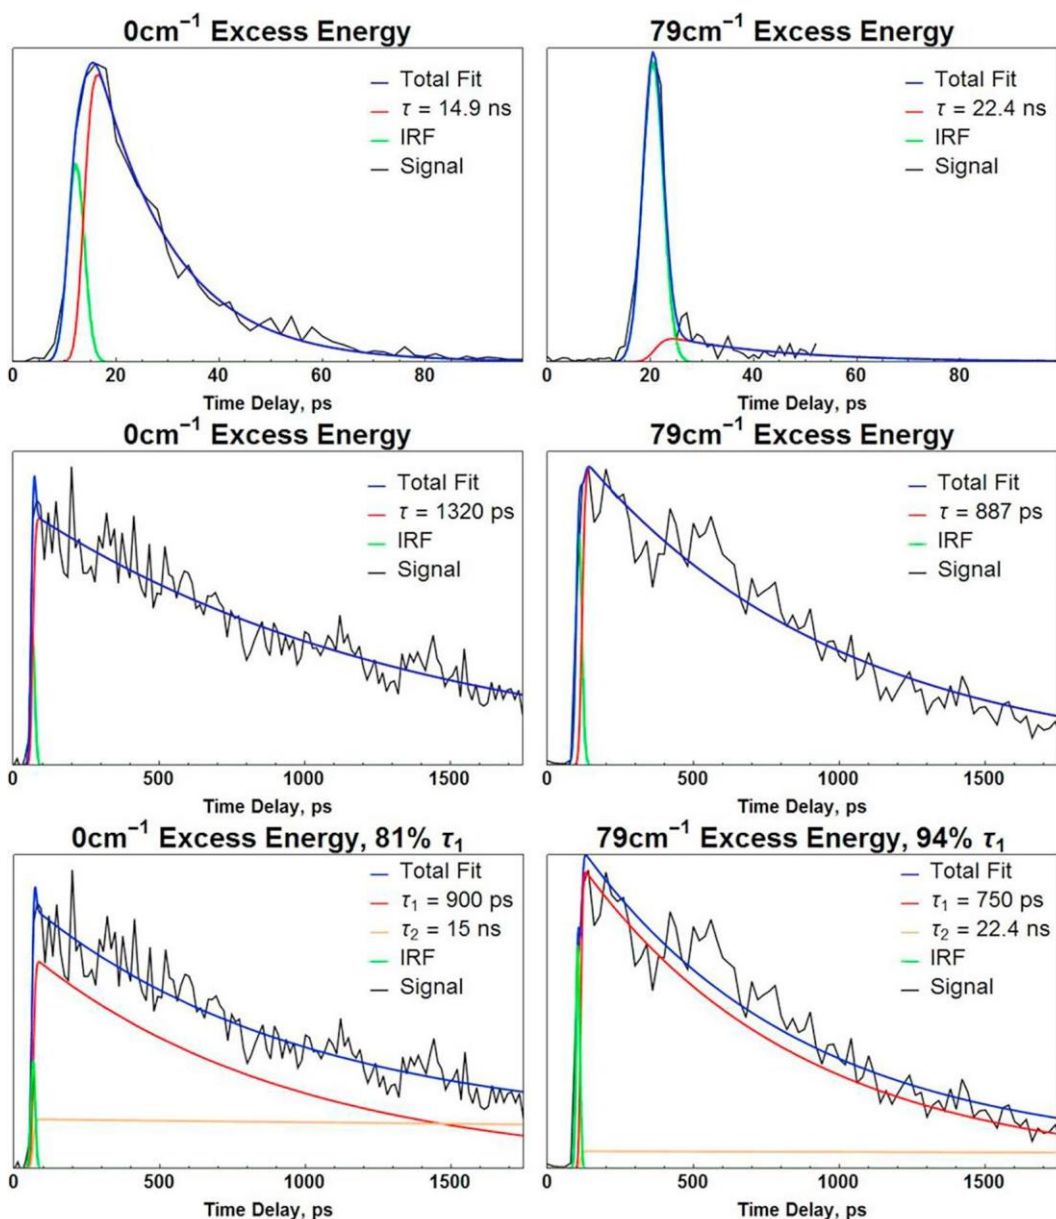 0cm⁻¹ Excess Energy
Total Fit
τ = 14.9 ns
IRF
Signal
0 20 40 60 80
Time Delay, ps
79cm⁻¹ Excess Energy
Total Fit
τ = 22.4 ns
IRF
Signal
0 20 40 60 80
Time Delay, ps
0cm⁻¹ Excess Energy
Total Fit
τ = 1320 ps
IRF
Signal
0 500 1000 1500
Time Delay, ps
79cm⁻¹ Excess Energy
Total Fit
τ = 887 ps
IRF
Signal
0 500 1000 1500
Time Delay, ps
0cm⁻¹ Excess Energy, 81% τ₁
Total Fit
τ₁ = 900 ps
τ₂ = 15 ns
IRF
Signal
0 500 1000 1500
Time Delay, ps
79cm⁻¹ Excess Energy, 94% τ₁
Total Fit
τ₁ = 750 ps
τ₂ = 22.4 ns
IRF
Signal
0 500 1000 1500
Time Delay, ps